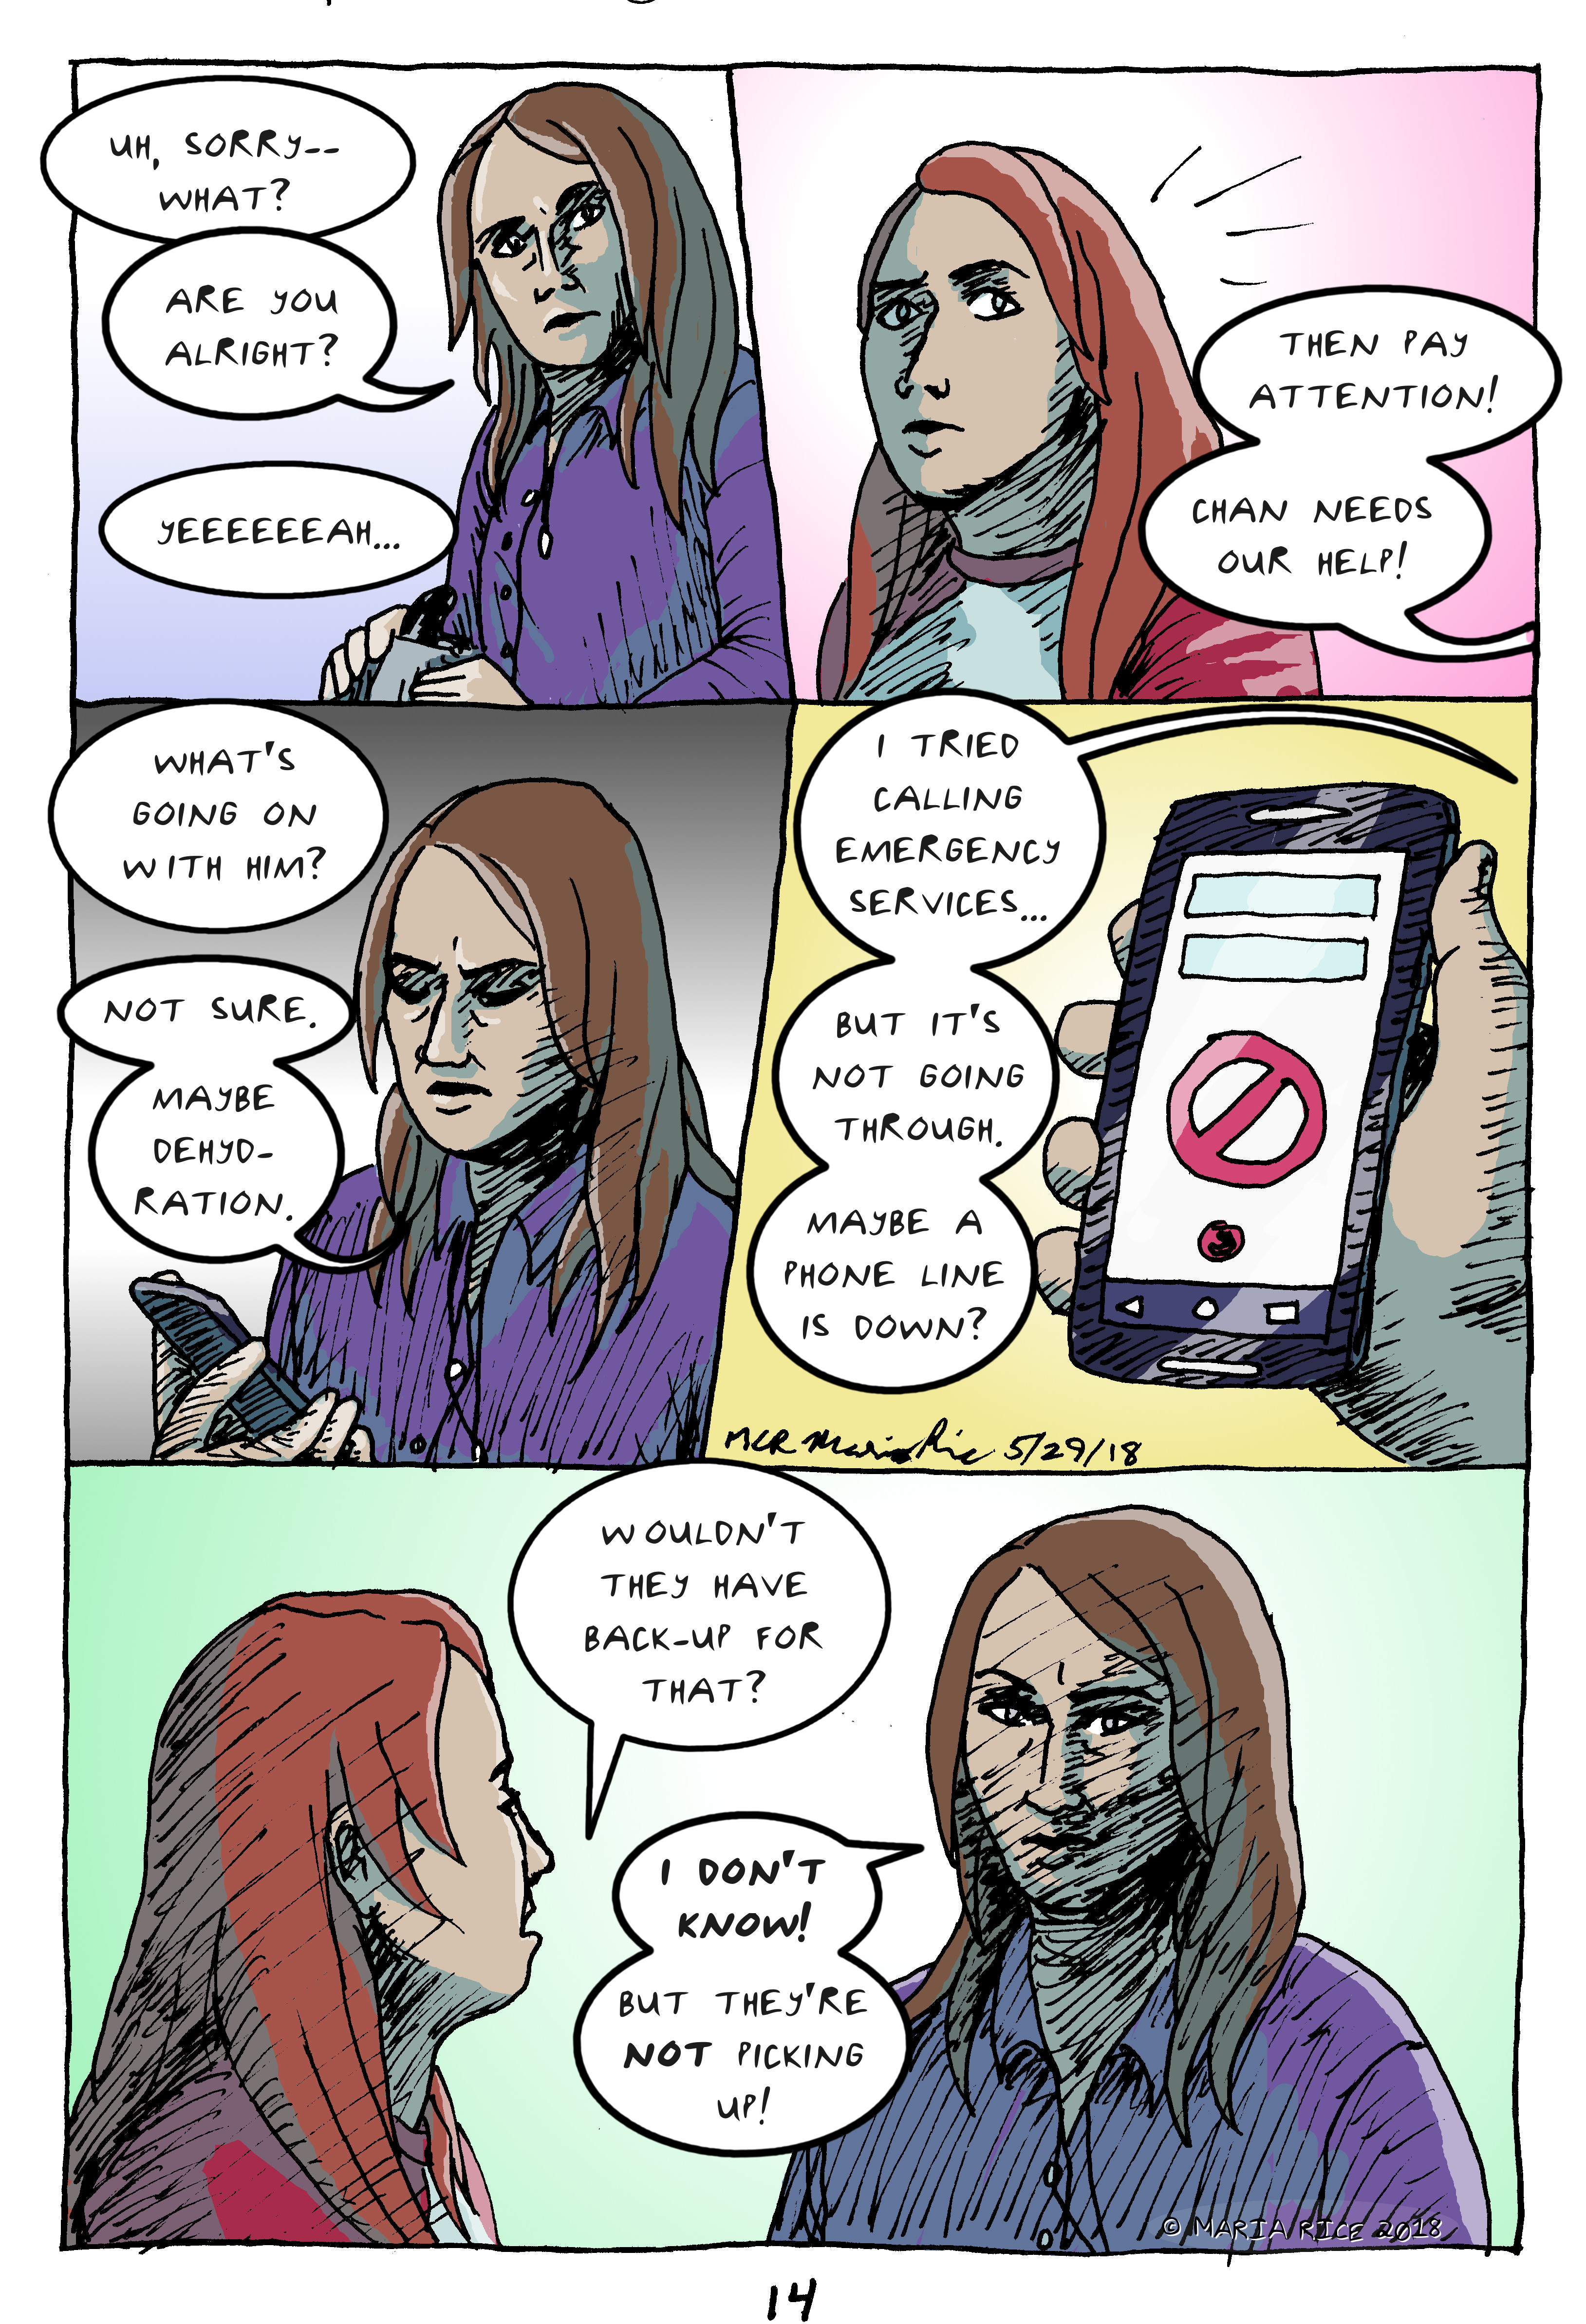 UH, SORRY--
WHAT?
ARE YOU
ALRIGHT?
YEEEEEEAH...
THEN PAY
ATTENTION!
CHAN NEEDS
OUR HELP!
WHAT'S
GOING ON
WITH HIM?
NOT SURE.
MAYBE
DEHYD-
RATION.
I TRIED
CALLING
EMERGENCY
SERVICES...
BUT IT'S
NOT GOING
THROUGH.
MAYBE A
PHONE LINE
IS DOWN?
MCR Maria Rice 5/29/18
WOULDN'T
THEY HAVE
BACK-UP FOR
THAT?
I DON'T
KNOW!
BUT THEY'RE
NOT PICKING
UP!
© MARIA RICE 2018
14